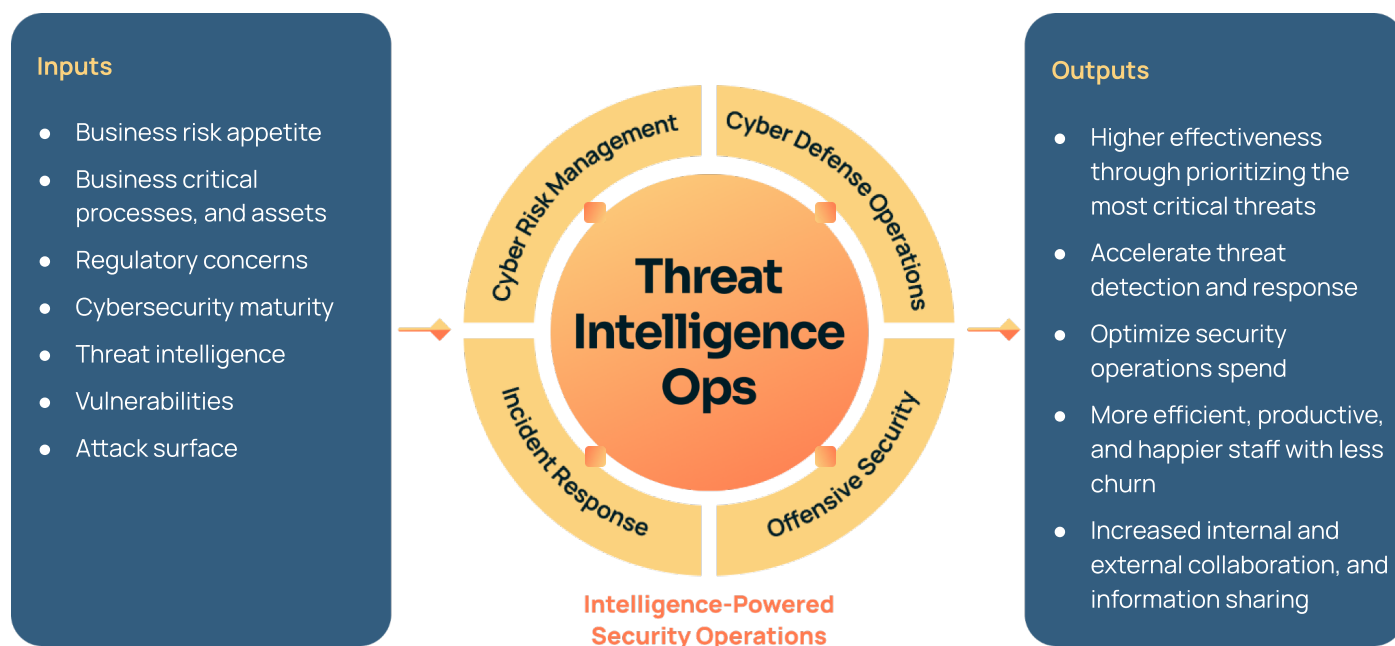 Inputs
● Business risk appetite
● Business critical
processes, and assets
● Regulatory concerns
● Cybersecurity maturity
● Threat intelligence
● Vulnerabilities
● Attack surface
Cyber Risk Management
Cyber Defense Operations
Threat
Intelligence
Ops
Incident Response
Offensive Security
Intelligence-Powered
Security Operations
Outputs
● Higher effectiveness
through prioritizing the
most critical threats
● Accelerate threat
detection and response
● Optimize security
operations spend
● More efficient, productive,
and happier staff with less
churn
● Increased internal and
external collaboration, and
information sharing